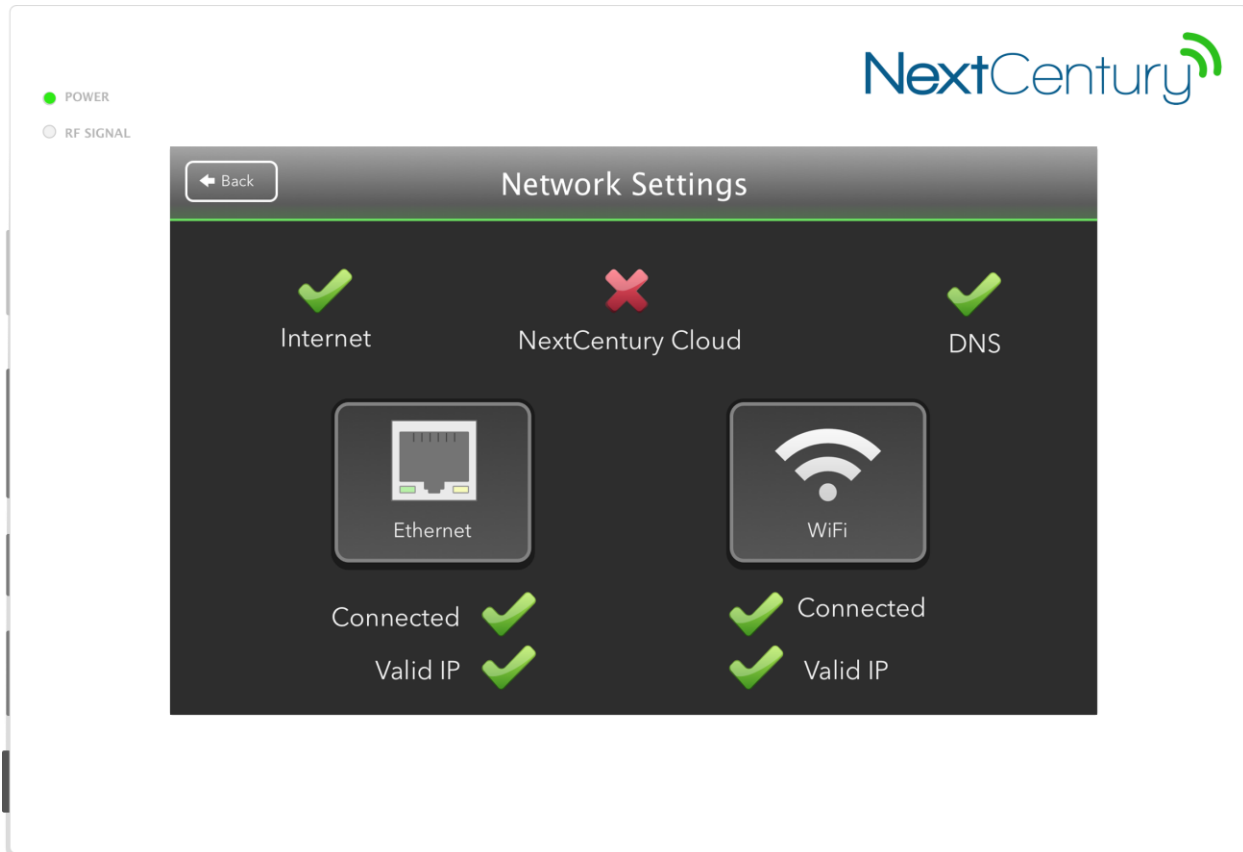 NextCentury
POWER
RF SIGNAL
Back
Network Settings
Internet
NextCentury Cloud
DNS
Ethernet
WiFi
Connected
Connected
Valid IP
Valid IP